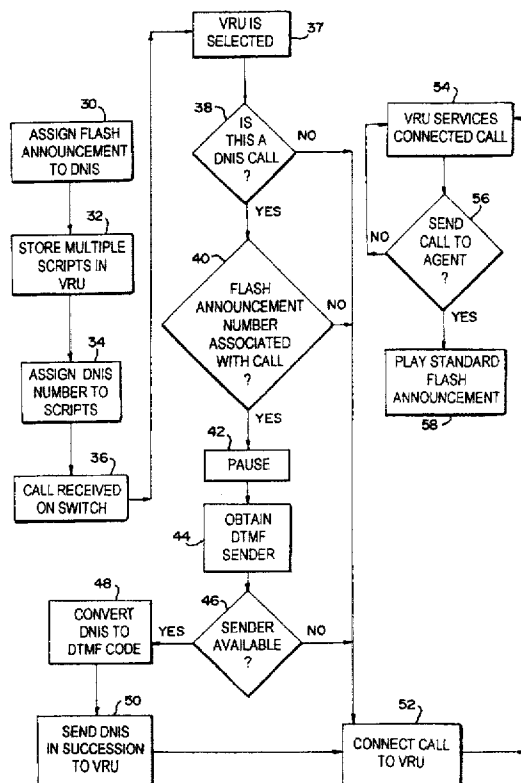 30
ASSIGN FLASH
ANNOUNCEMENT
TO DNIS
32
STORE MULTIPLE
SCRIPTS IN
VRU
34
ASSIGN DNIS
NUMBER TO
SCRIPTS
36
CALL RECEIVED
ON SWITCH
VRU IS
SELECTED
37
38
IS
THIS A
DNIS CALL
?
NO
YES
40
FLASH
ANNOUNCEMENT
NUMBER
ASSOCIATED
WITH CALL
?
NO
YES
42
PAUSE
44
OBTAIN
DTMF
SENDER
46
SENDER
AVAILABLE
?
NO
YES
48
CONVERT
DNIS TO
DTMF CODE
50
SEND DNIS
IN SUCCESSION
TO VRU
52
CONNECT CALL
TO VRU
54
VRU SERVICES
CONNECTED CALL
56
SEND
CALL TO
AGENT
?
NO
YES
PLAY STANDARD
FLASH
ANNOUNCEMENT
58